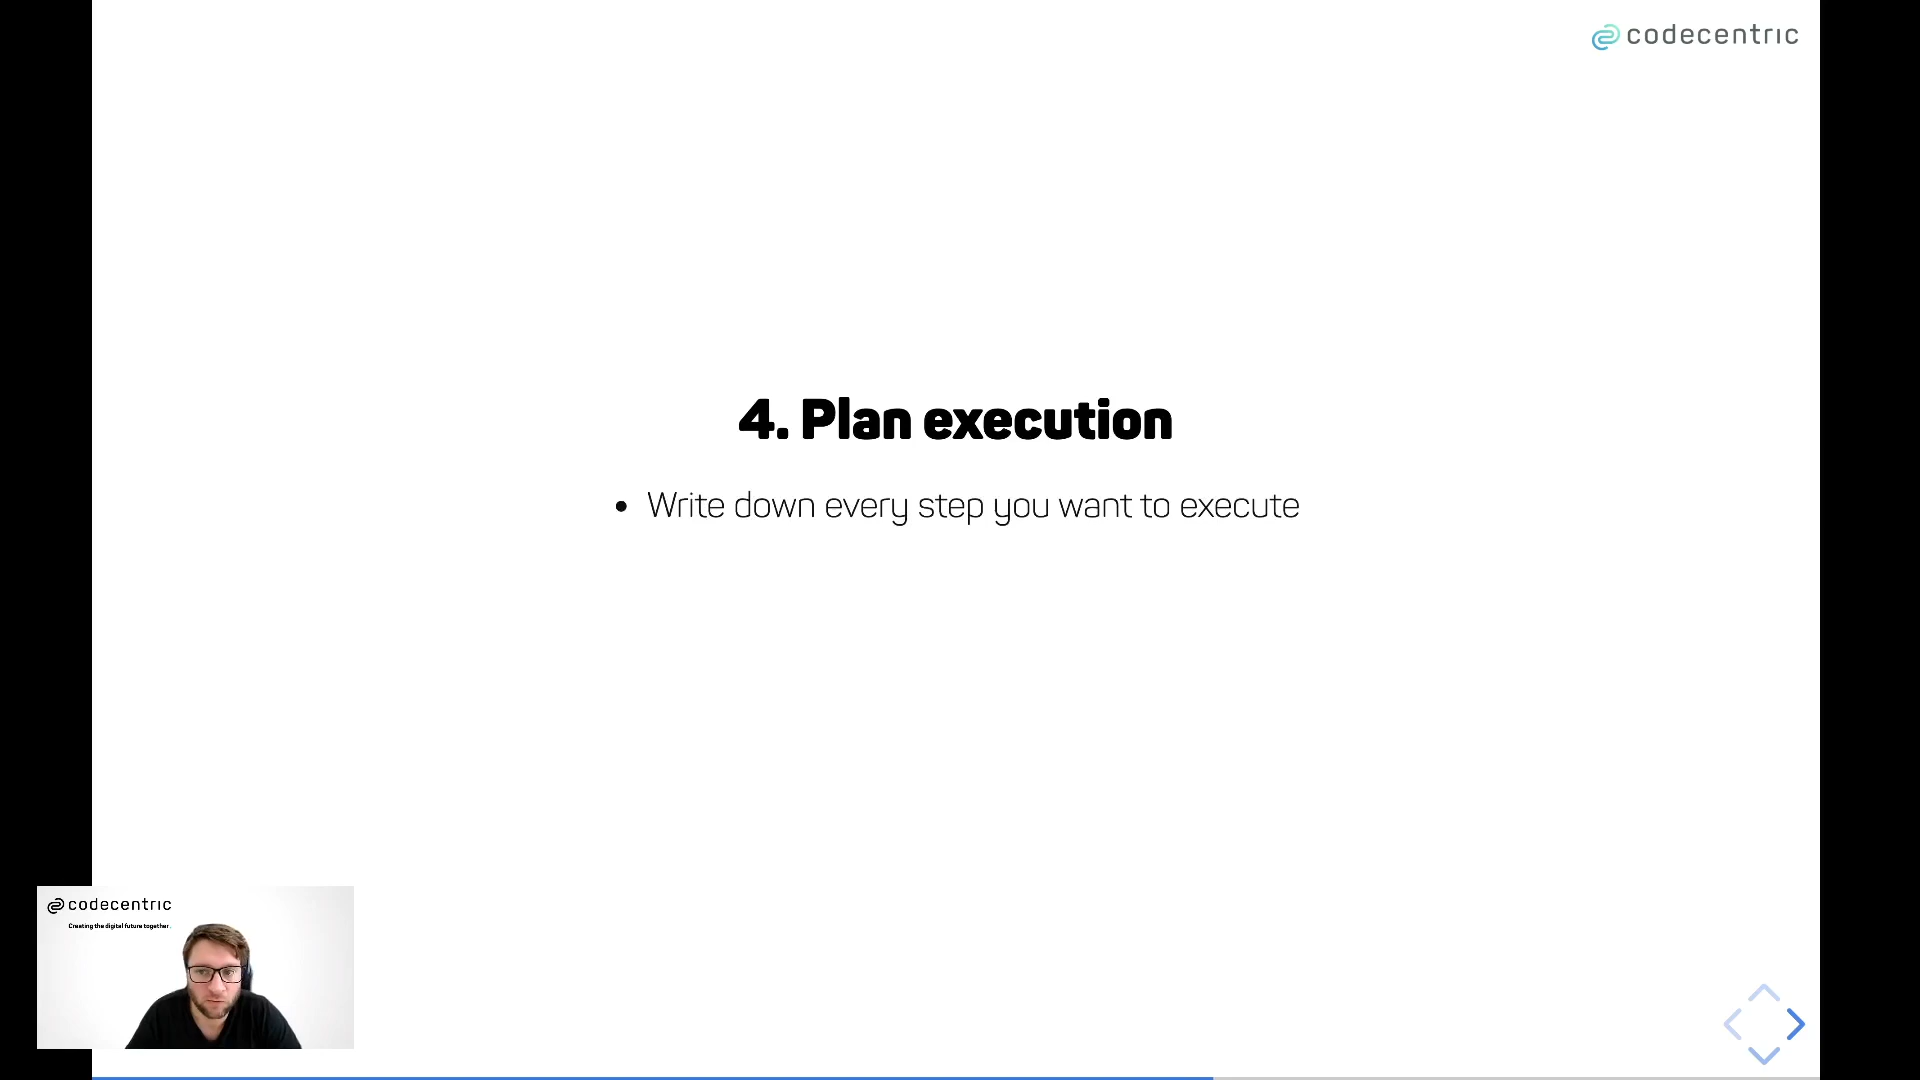 codecentric
4. Plan execution
• Write down every step you want to execute
codecentric
Creating the digital future together.